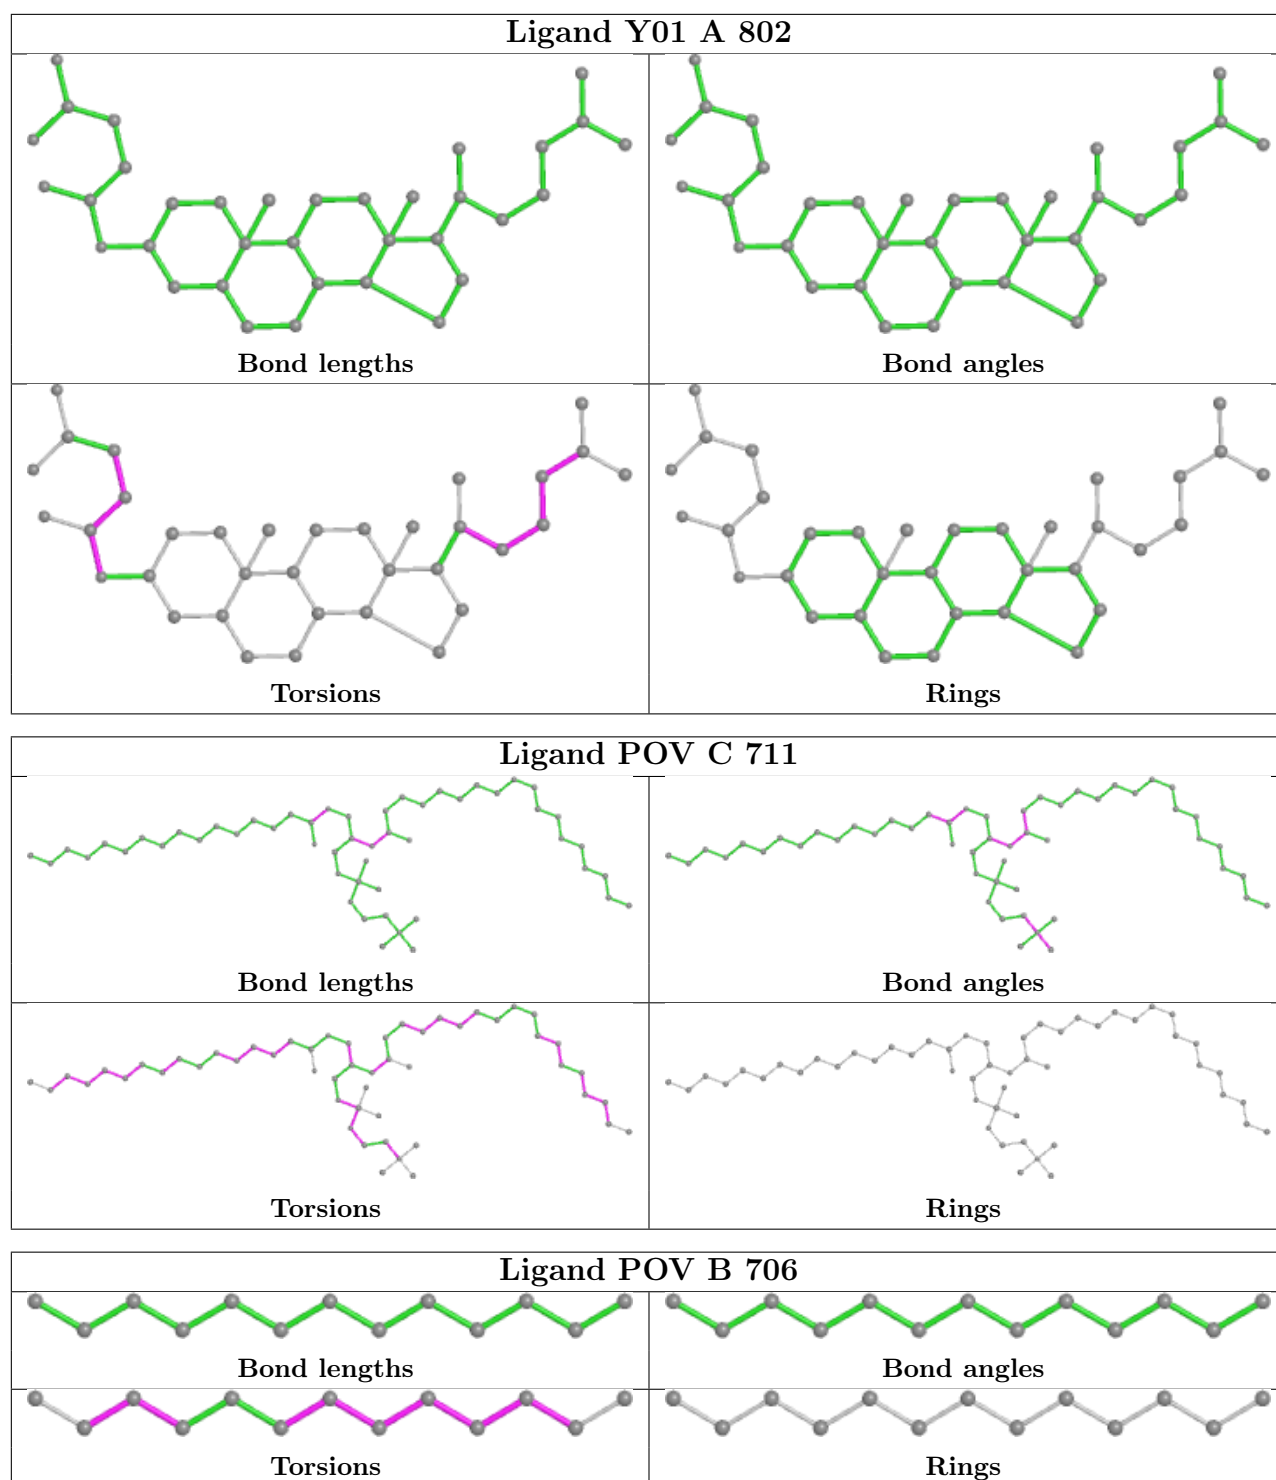 Ligand Y01 A 802
Bond lengths
Bond angles
Torsions
Rings
Ligand POV C 711
Bond lengths
Bond angles
Torsions
Rings
Ligand POV B 706
Bond lengths
Bond angles
Torsions
Rings